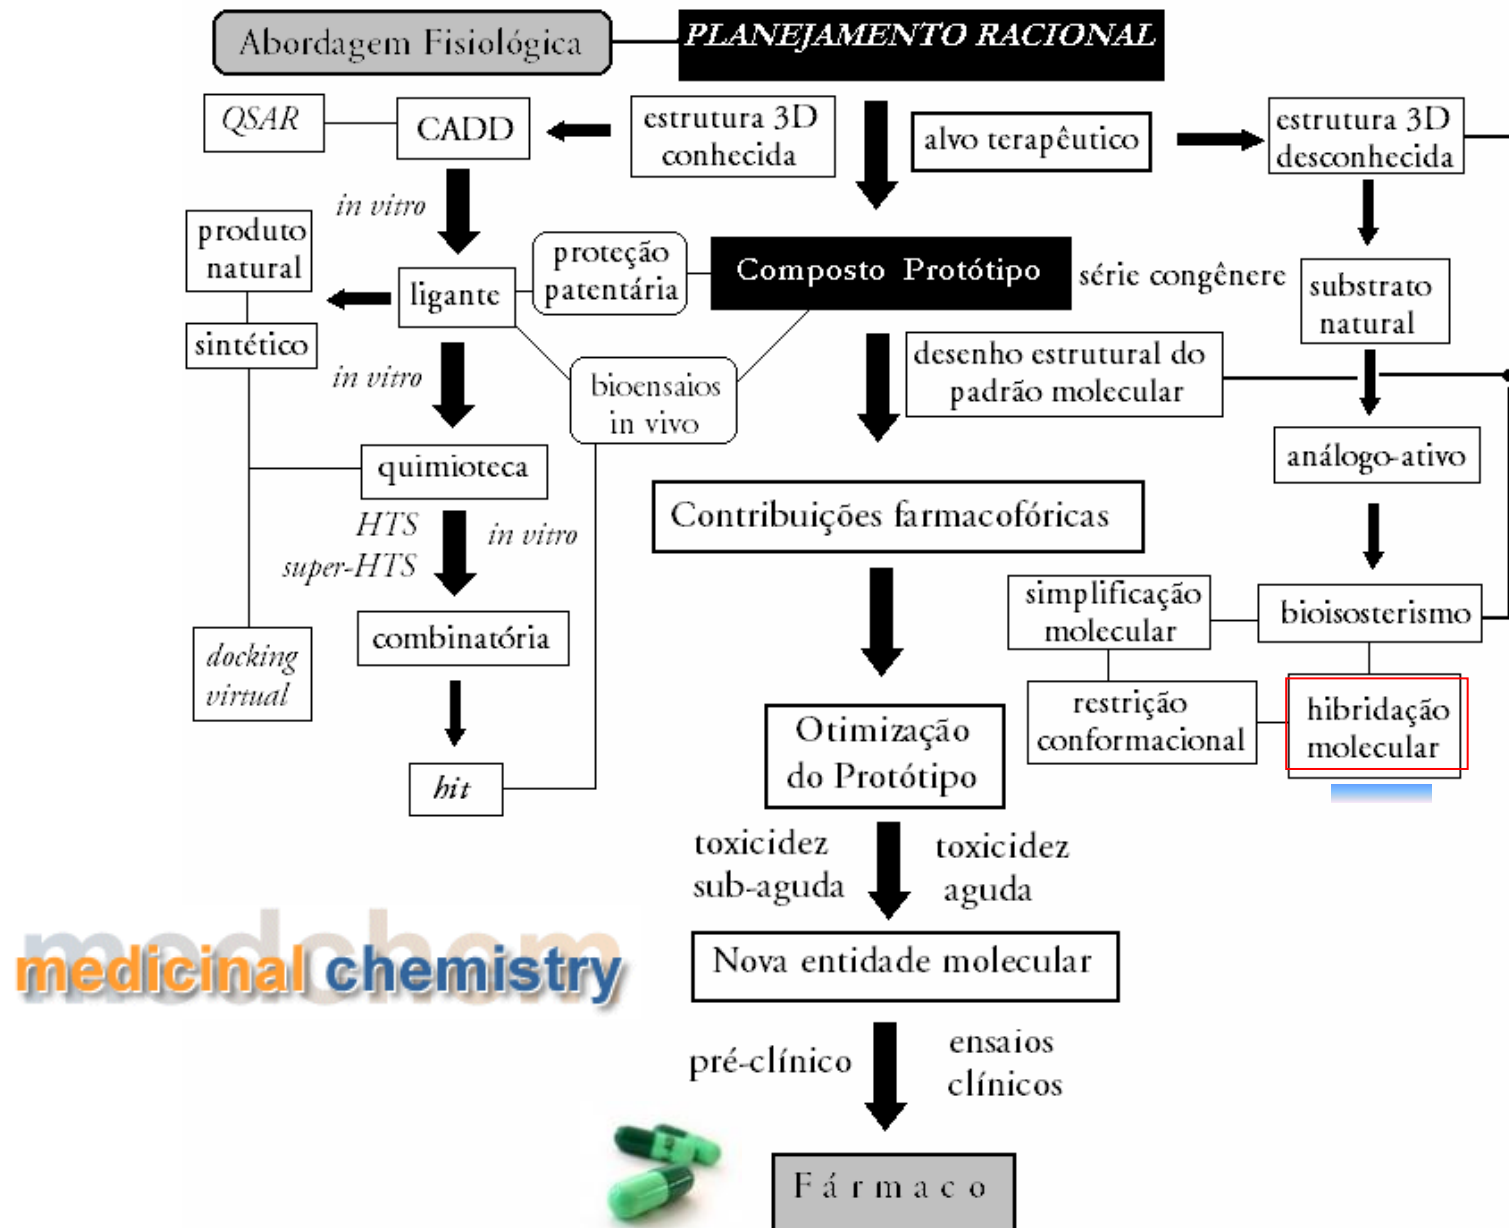 Abordagem Fisiológica
PLANEJAMENTO RACIONAL
QSAR
CADD
estrutura 3D
conhecida
alvo terapêutico
estrutura 3D
desconhecida
in vitro
produto
natural
ligante
proteção
patentária
Composto Protótipo
série congênere
substrato
natural
sintético
in vitro
bioensaios
in vivo
desenho estrutural do
padrão molecular
quimioteca
análogo-ativo
HTS
super-HTS
in vitro
Contribuições farmacofóricas
combinatória
simplificação
molecular
bioisosterismo
docking
virtual
restrição
conformacional
hibridação
molecular
hit
Otimização
do Protótipo
toxicidez
sub-aguda
toxicidez
aguda
medchem
medicinal chemistry
Nova entidade molecular
pré-clínico
ensaios
clínicos
Fármaco